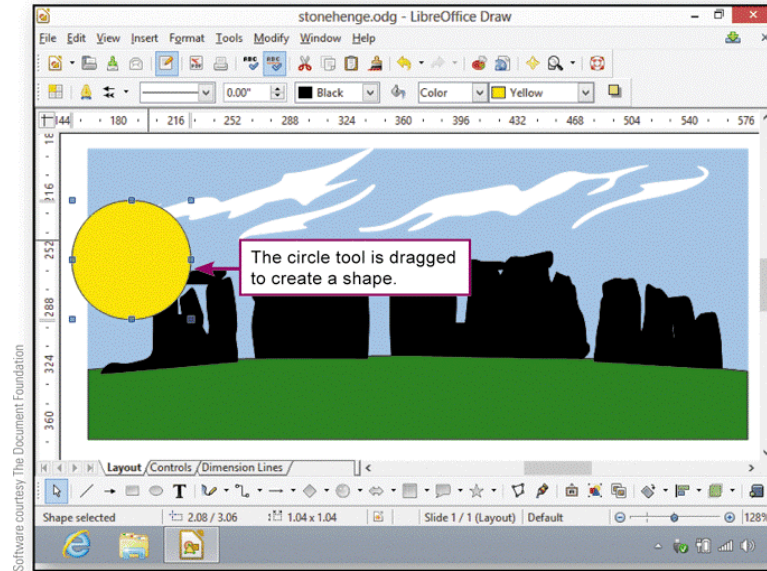 stonehenge.odg - LibreOffice Draw
File Edit View Insert Format Tools Modify Window Help
0.00" Black Color Yellow
144 180 216 252 288 324 360 396 432 468 504 540 576
18
216
252
288
324
360
The circle tool is dragged
to create a shape.
Software courtesy The Document Foundation
Layout Controls Dimension Lines
Shape selected 2.08 / 3.06 1.04 x 1.04 Slide 1 / 1 (Layout) Default 128%